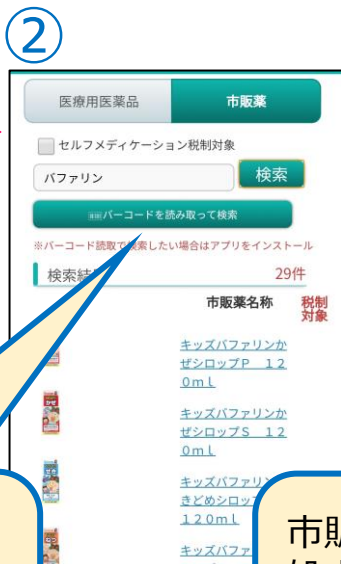 ②
医療用医薬品 市販薬
セルフメディケーション税制対象
バファリン 検索
バーコードを読み取って検索
※バーコード読取で検索したい場合はアプリをインストール
検索結 29件
市販薬名称 税制
対象
キッズバファリンか
ぜシロップP 12
0mL
キッズバファリンか
ぜシロップS 12
0mL
キッズバファリン
きどめシロッ
120mL
キッズバファ
市販